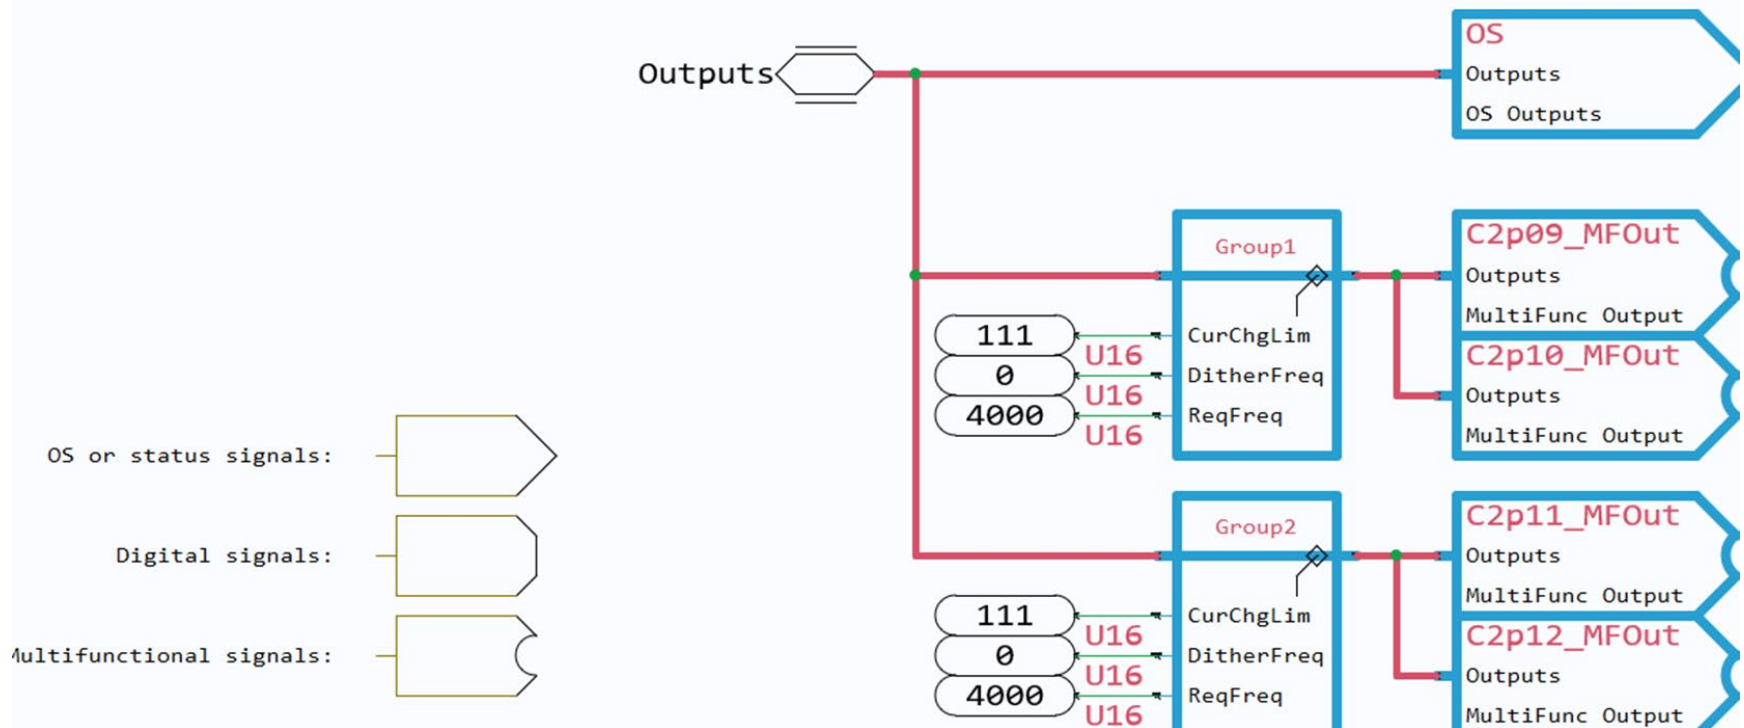 OS
Outputs
Outputs
OS Outputs
Group1
C2p09_MFOut
Outputs
MultiFunc Output
111
CurChgLim
U16
C2p10_MFOut
0
DitherFreq
Outputs
U16
4000
ReqFreq
MultiFunc Output
U16
OS or status signals:
Group2
C2p11_MFOut
Digital signals:
Outputs
MultiFunc Output
111
CurChgLim
U16
C2p12_MFOut
Multifunctional signals:
0
DitherFreq
Outputs
U16
4000
ReqFreq
MultiFunc Output
U16